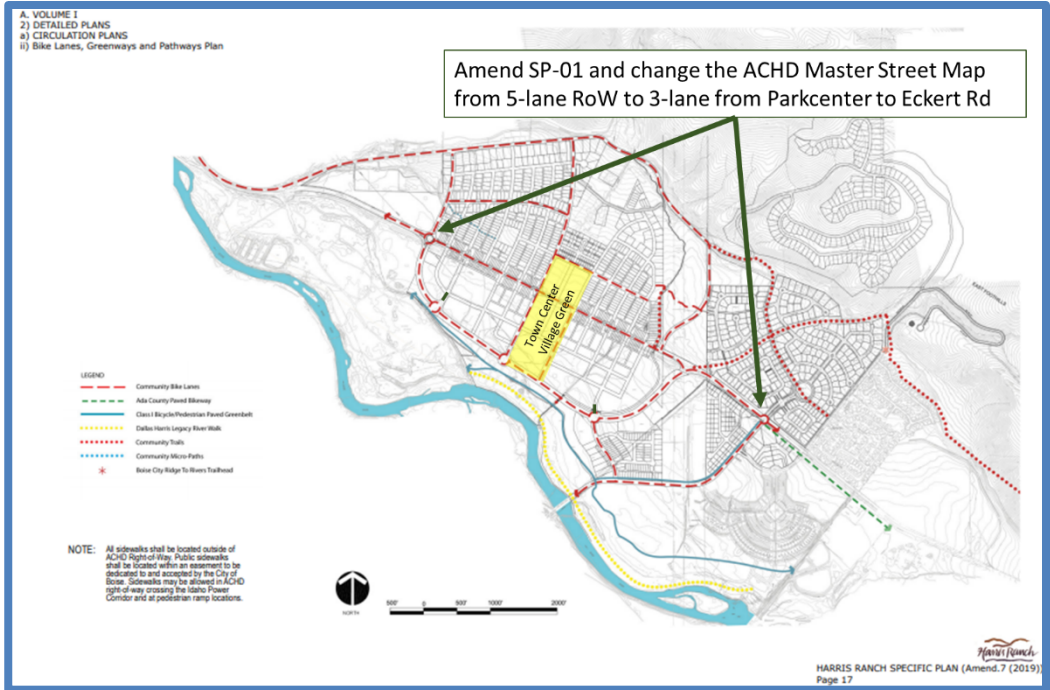 A. VOLUME I
2) DETAILED PLANS
a) CIRCULATION PLANS
ii) Bike Lanes, Greenways and Pathways Plan
Amend SP-01 and change the ACHD Master Street Map
from 5-lane RoW to 3-lane from Parkcenter to Eckert Rd
Town Center
Village Green
EAST FOOTHILLS
LEGEND
Community Bike Lanes
Ada County Paved Bikeway
Class I Bicycle/Pedestrian Paved Greenbelt
Dallas Harris Legacy River Walk
Community Trails
Community Micro-Paths
Boise City Ridge To Rivers Trailhead
NOTE: All sidewalks shall be located outside of
ACHD Right-of-Way. Public sidewalks
shall be located within an easement to be
dedicated to and accepted by the City of
Boise. Sidewalks may be allowed in ACHD
right-of-way crossing the Idaho Power
Corridor and at pedestrian ramp locations.
NORTH
500' 0 500' 1000' 2000'
Harris Ranch
HARRIS RANCH SPECIFIC PLAN (Amend.7 (2019))
Page 17